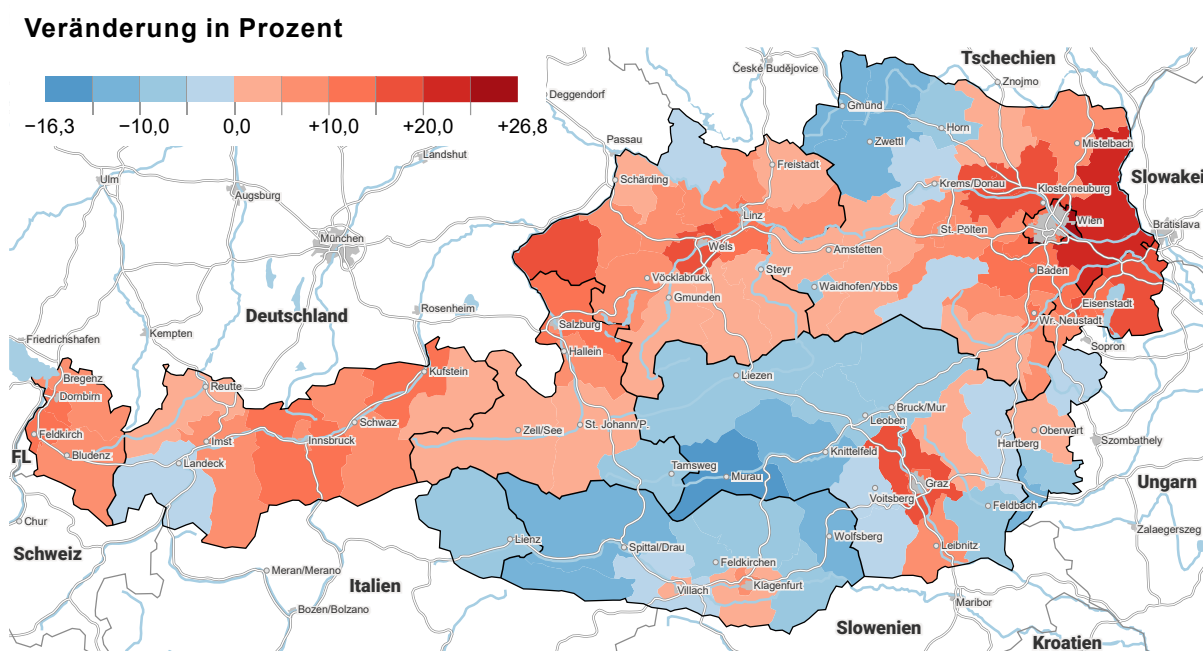 Veränderung in Prozent
−16,3 −10,0 0,0 +10,0 +20,0 +26,8
Tschechien
České Budějovice
Znojmo
Deggendorf
Gmünd
Horn
Passau
Zwettl
Mistelbach
Landshut
Freistadt
Ulm
Schärding
Krems/Donau
Klosterneuburg
Slowakei
Augsburg
Linz
Wien
München
Wels
St. Pölten
Bratislava
Amstetten
Steyr
Baden
Vöcklabruck
Waidhofen/Ybbs
Gmunden
Eisenstadt
Rosenheim
Deutschland
Salzburg
Wr. Neustadt
Kempten
Friedrichshafen
Sopron
Hallein
Bregenz
Kufstein
Liezen
Reutte
Dornbirn
Bruck/Mur
Leoben
Schwaz
St. Johann/P.
Zell/See
Oberwart
Feldkirch
Imst
Innsbruck
Hartberg
Szombathely
FL
Bludenz
Landeck
Knittelfeld
Tamsweg
Murau
Graz
Ungarn
Voitsberg
Feldbach
Chur
Zalaegerszeg
Schweiz
Lienz
Wolfsberg
Spittal/Drau
Leibnitz
Feldkirchen
Meran/Merano
Italien
Klagenfurt
Villach
Maribor
Bozen/Bolzano
Slowenien
Kroatien